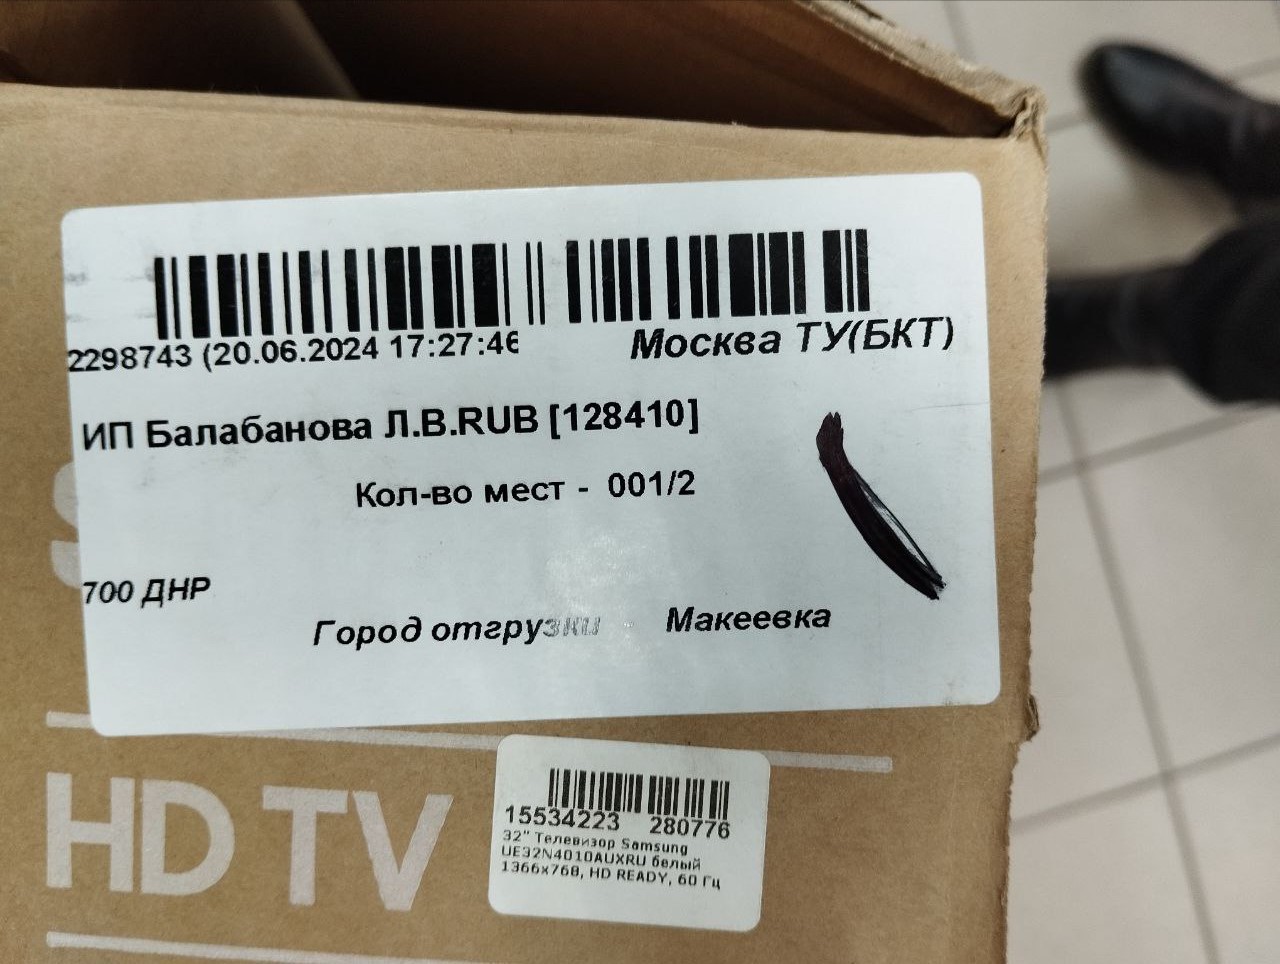 2298743 (20.06.2024 17:27:46
Москва ТУ(БКТ)
ИП Балабанова Л.В.RUB [128410]
Кол-во мест - 001/2
700 ДНР
Город отгрузки - Макеевка
HD TV
15534223 280776
32" Телевизор Samsung
UE32N4010AUXRU белый
1366x768, HD READY, 60 Гц